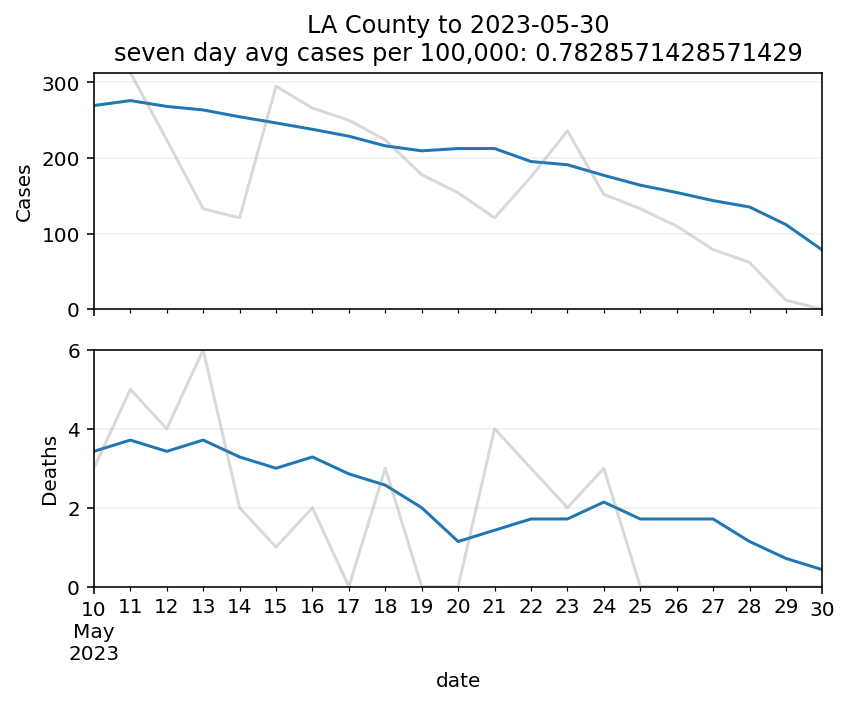 LA County to 2023-05-30
seven day avg cases per 100,000: 0.7828571428571429
300
200
100
0
Cases
6
4
2
0
Deaths
10 11 12 13 14 15 16 17 18 19 20 21 22 23 24 25 26 27 28 29 30
May
2023
date